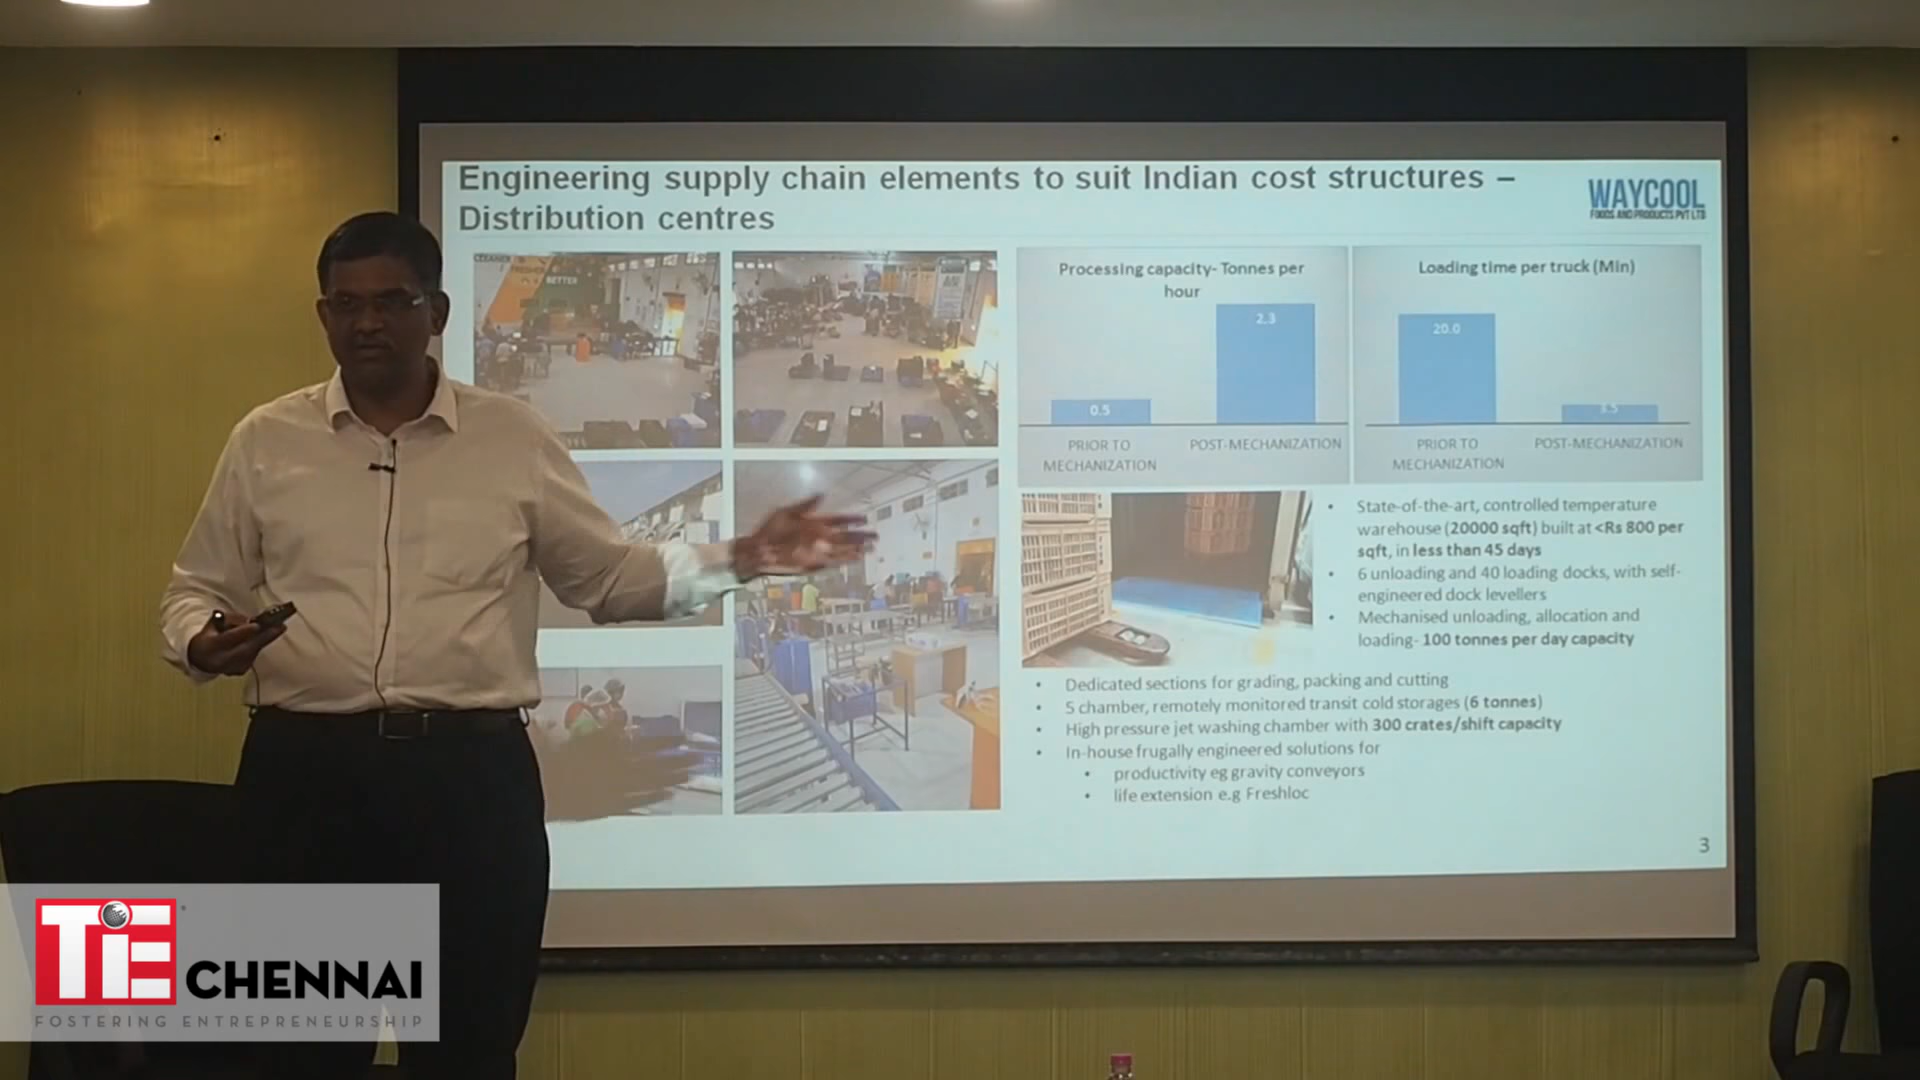 Engineering supply chain elements to suit Indian cost structures –
Distribution centres
WAYCOOL
FOODS AND PRODUCTS PVT LTD
CLEANER
FRESHER
BETTER
Processing capacity- Tonnes per
hour
2.3
0.5
PRIOR TO
MECHANIZATION
POST-MECHANIZATION
Loading time per truck (Min)
20.0
3.5
PRIOR TO
MECHANIZATION
POST-MECHANIZATION
• State-of-the-art, controlled temperature
warehouse (20000 sqft) built at <Rs 800 per
sqft, in less than 45 days
• 6 unloading and 40 loading docks, with self-
engineered dock levellers
• Mechanised unloading, allocation and
loading- 100 tonnes per day capacity
• Dedicated sections for grading, packing and cutting
• 5 chamber, remotely monitored transit cold storages (6 tonnes)
• High pressure jet washing chamber with 300 crates/shift capacity
• In-house frugally engineered solutions for
• productivity eg gravity conveyors
• life extension e.g Freshloc
3
TiE CHENNAI
FOSTERING ENTREPRENEURSHIP